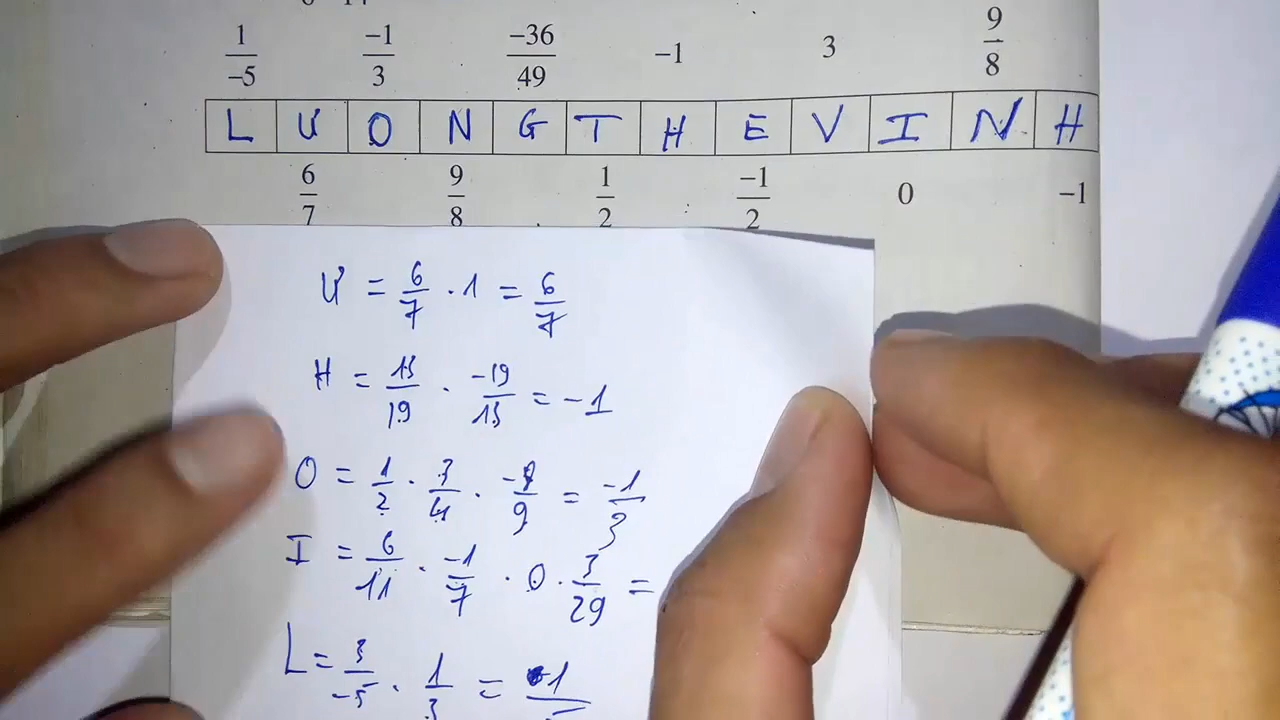 1/-5 -1/3 -36/49 -1 3 9/8
L Ư O N G T H E V I N H
6/7 9/8 1/2 -1/2 0 -1
Ư = 6/7 . 1 = 6/7
H = 13/19 . -19/13 = -1
O = 1/2 . 3/4 . -8/9 = -1/3
I = 6/11 . -1/7 . 0 . 3/29 =
L = 3/-5 . 1/3 = 1